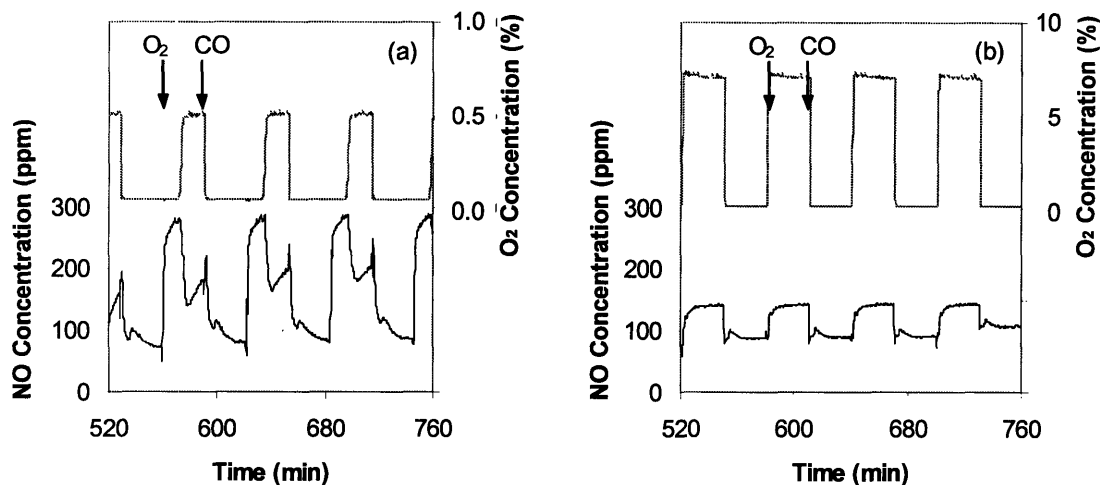 O2 CO (a)
1.0
0.5
0.0
O2 Concentration (%)
NO Concentration (ppm)
300
200
100
0
520 600 680 760
Time (min)
O2 CO (b)
10
5
0
O2 Concentration (%)
NO Concentration (ppm)
300
200
100
0
520 600 680 760
Time (min)